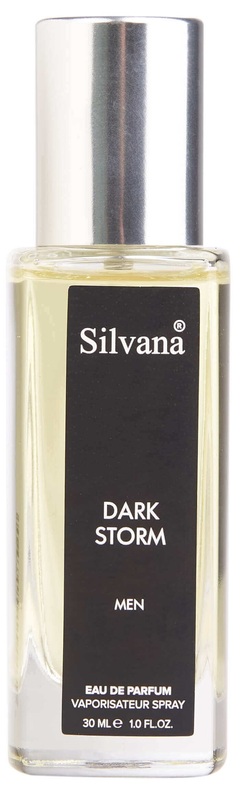 Silvana®
DARK
STORM
MEN
EAU DE PARFUM
VAPORISATEUR SPRAY
30 ML ℮ 1.0 FL.OZ.